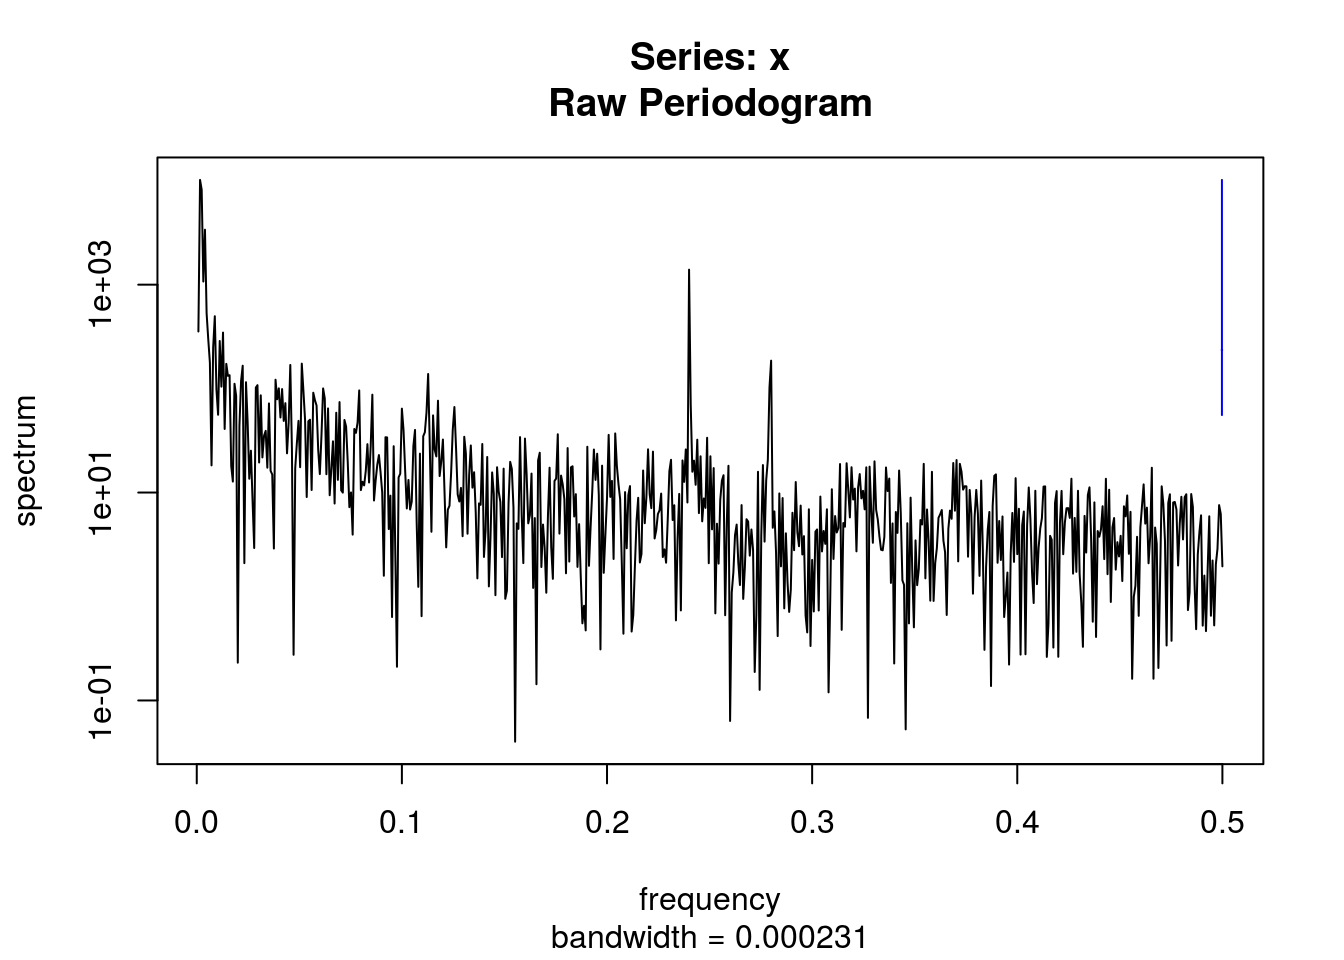 Series: x
Raw Periodogram
spectrum
1e+03
1e+01
1e-01
0.0 0.1 0.2 0.3 0.4 0.5
frequency
bandwidth = 0.000231